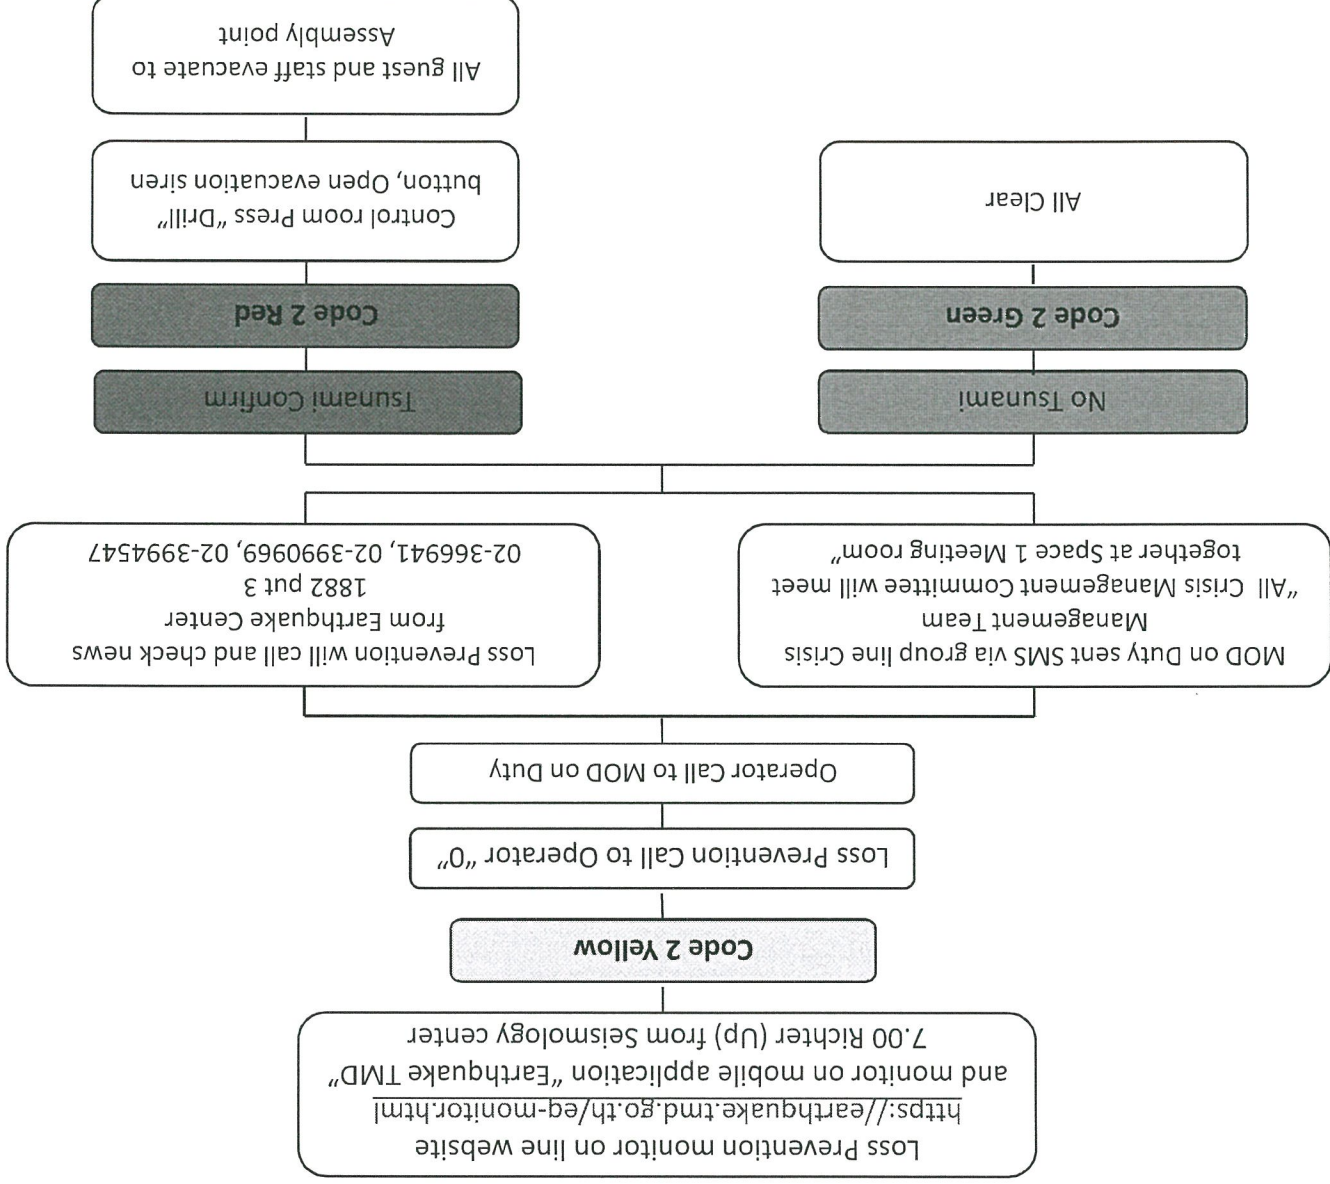 Loss Prevention monitor on line website
https://earthquake.tmd.go.th/eq-monitor.html
and monitor on mobile application "Earthquake TMD"
7.00 Richter (Up) from Seismology center
Code 2 Yellow
Loss Prevention Call to Operator "0"
Operator Call to MOD on Duty
Loss Prevention will call and check news
from Earthquake Center
1882 put 3
02-366941, 02-3990969, 02-3994547
MOD on Duty sent SMS via group line Crisis
Management Team
"All Crisis Management Committee will meet
together at Space 1 Meeting room"
Tsunami Confirm
Code 2 Red
Control room Press "Drill"
button, Open evacuation siren
All guest and staff evacuate to
Assembly point
No Tsunami
Code 2 Green
All Clear